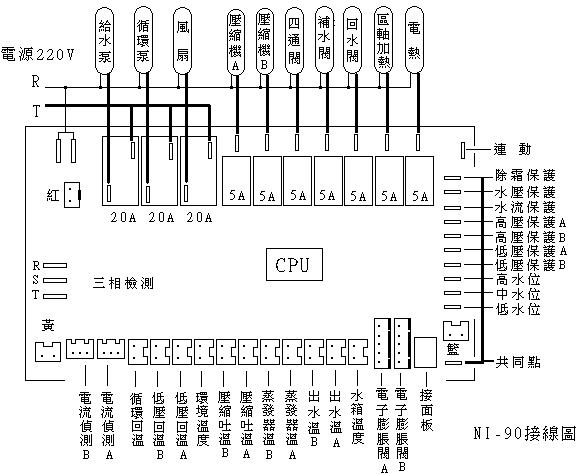 電源220V
給水泵
循環泵
風扇
壓縮機A
壓縮機B
四通閥
補水閥
回水閥
區軸加熱
電熱
R
T
連動
20A
20A
20A
5A
5A
5A
5A
5A
5A
5A
紅
除霜保護
水壓保護
水流保護
高壓保護A
高壓保護B
低壓保護A
低壓保護B
高水位
中水位
低水位
R
S
T
三相檢測
CPU
黃
籃
共同點
電流偵測B
電流偵測A
循環回溫
低壓回溫B
低壓回溫A
環境溫度
壓縮吐溫B
壓縮吐溫A
蒸發器溫B
蒸發器溫A
出水溫B
出水溫A
水箱溫度
電子膨脹閥A
電子膨脹閥B
接面板
NI-90接線圖